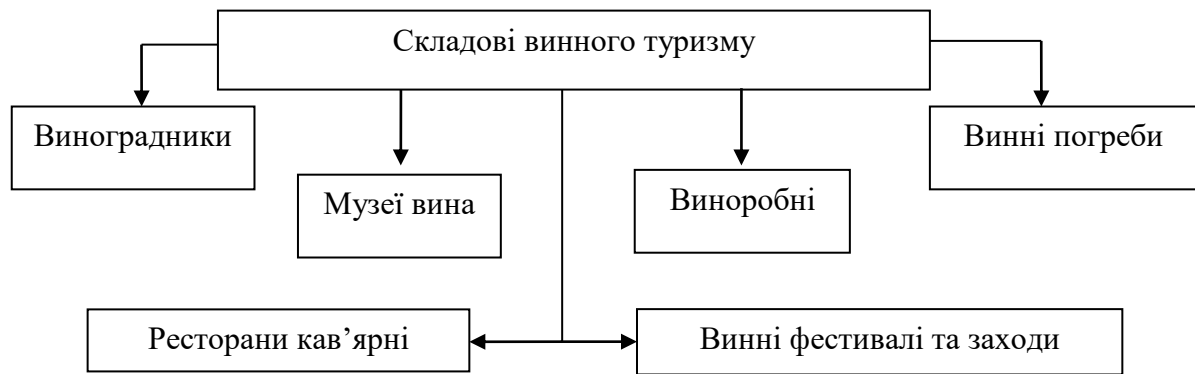 Складові винного туризму
Виноградники
Винні погреби
Музеї вина
Виноробні
Ресторани кав’ярні
Винні фестивалі та заходи